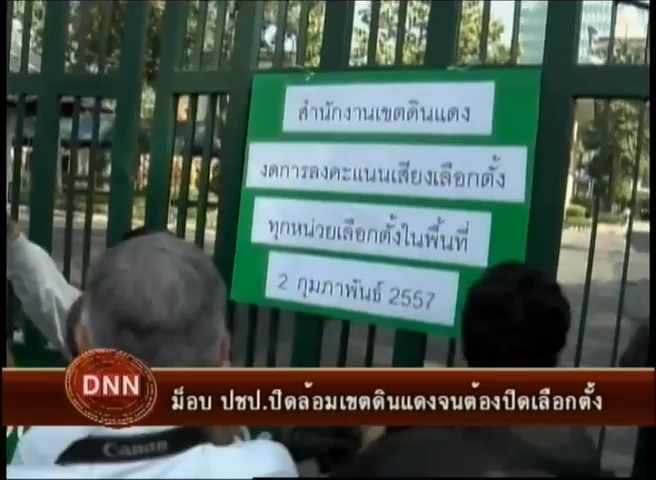 สำนักงานเขตดินแดง
งดการลงคะแนนเสียงเลือกตั้ง
ทุกหน่วยเลือกตั้งในพื้นที่
2 กุมภาพันธ์ 2557
DNN
ม็อบ ปชป.ปิดล้อมเขตดินแดงจนต้องปิดเลือกตั้ง
Canon